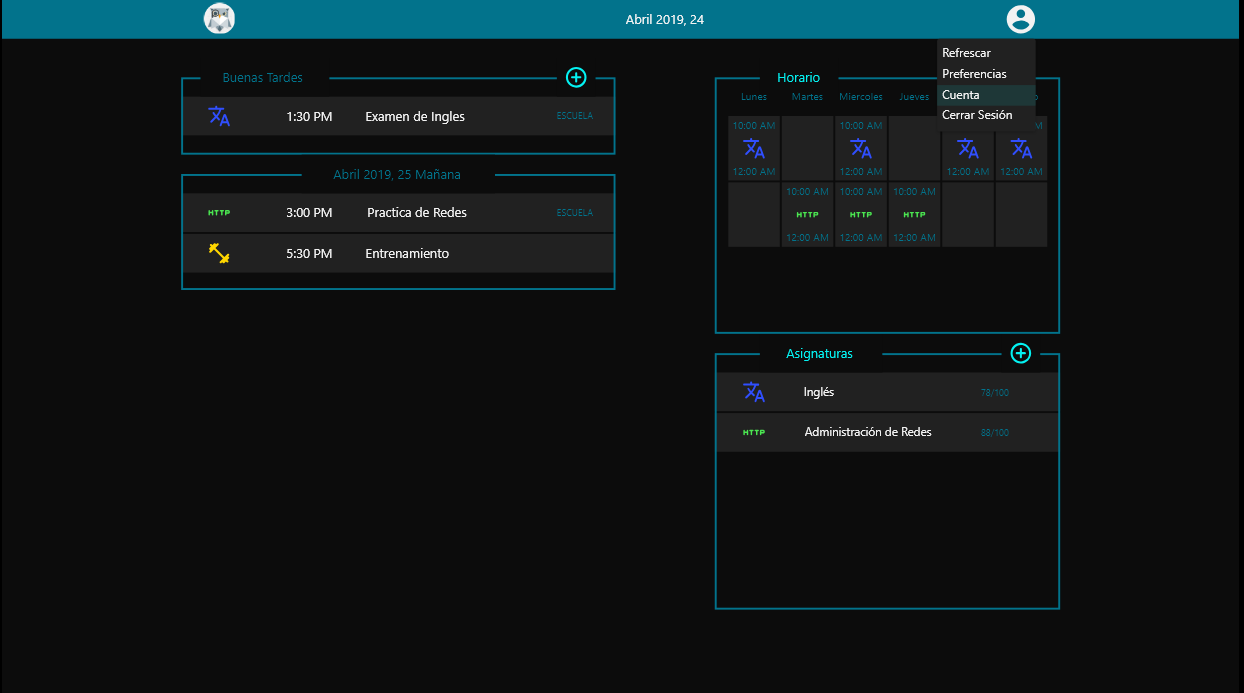 Abril 2019, 24
Refrescar
Preferencias
Cuenta
Cerrar Sesión
Buenas Tardes
1:30 PM Examen de Ingles ESCUELA
Abril 2019, 25 Mañana
HTTP 3:00 PM Practica de Redes ESCUELA
5:30 PM Entrenamiento
Horario
Lunes Martes Miercoles Jueves
10:00 AM 10:00 AM
12:00 AM 12:00 AM 12:00 AM 12:00 AM
10:00 AM 10:00 AM 10:00 AM
HTTP HTTP HTTP
12:00 AM 12:00 AM 12:00 AM
Asignaturas
Inglés 78/100
HTTP Administración de Redes 88/100